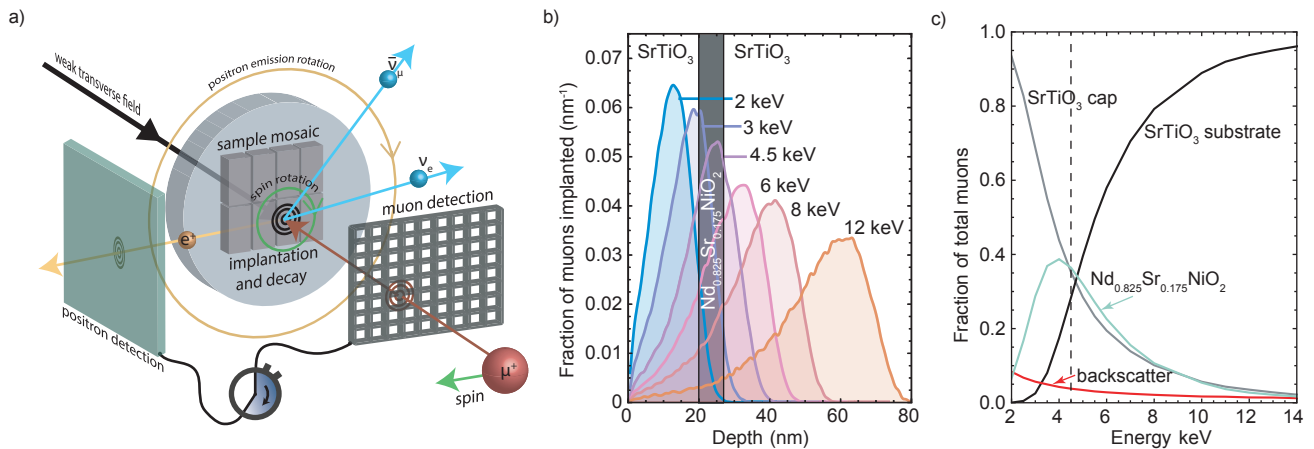 a)
weak transverse field
positron emission rotation
ν̄μ
sample mosaic
spin rotation
νe
muon detection
e+
implantation
and decay
positron detection
μ+
spin
b)
Fraction of muons implanted (nm-1)
0.07
0.06
0.05
0.04
0.03
0.02
0.01
0
SrTiO3
SrTiO3
Nd0.825Sr0.175NiO2
2 keV
3 keV
4.5 keV
6 keV
8 keV
12 keV
0 20 40 60 80
Depth (nm)
c)
Fraction of total muons
1.0
0.8
0.6
0.4
0.2
0.0
SrTiO3 cap
SrTiO3 substrate
Nd0.825Sr0.175NiO2
backscatter
2 4 6 8 10 12 14
Energy keV